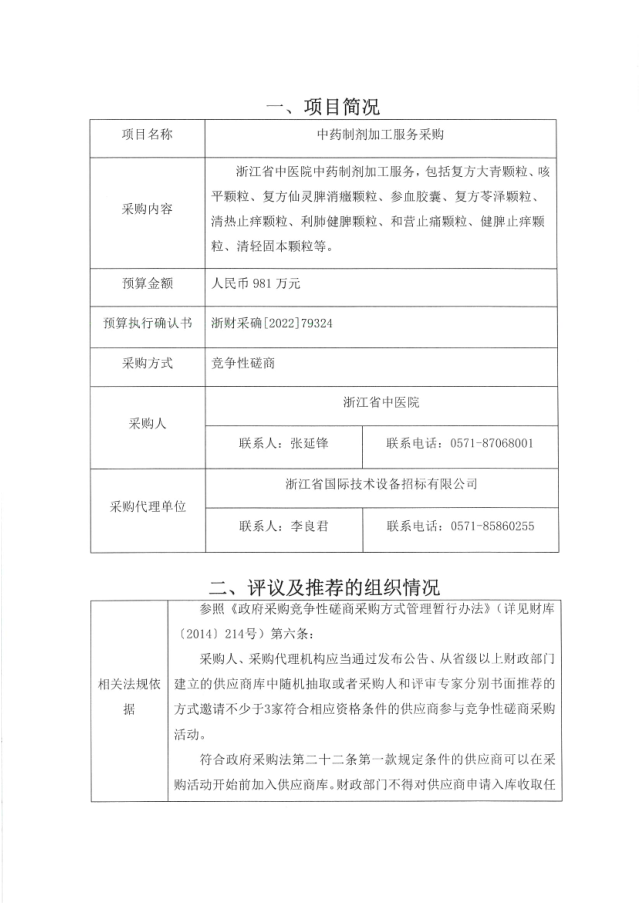 一、项目简况
项目名称 中药制剂加工服务采购
采购内容
浙江省中医院中药制剂加工服务，包括复方大青颗粒、咳
平颗粒、复方仙灵脾消癥颗粒、参血胶囊、复方苓泽颗粒、
清热止痒颗粒、利肺健脾颗粒、和营止痛颗粒、健脾止痒颗
粒、清轻固本颗粒等。
预算金额 人民币 981 万元
预算执行确认书 浙财采确[2022]79324
采购方式 竞争性磋商
采购人
浙江省中医院
联系人：张延锋 联系电话：0571-87068001
采购代理单位
浙江省国际技术设备招标有限公司
联系人：李良君 联系电话：0571-85860255
二、评议及推荐的组织情况
相关法规依
据
参照《政府采购竞争性磋商采购方式管理暂行办法》（详见财库
〔2014〕214号）第六条：
采购人、采购代理机构应当通过发布公告、从省级以上财政部门
建立的供应商库中随机抽取或者采购人和评审专家分别书面推荐的
方式邀请不少于3家符合相应资格条件的供应商参与竞争性磋商采购
活动。
符合政府采购法第二十二条第一款规定条件的供应商可以在采
购活动开始前加入供应商库。财政部门不得对供应商申请入库收取任